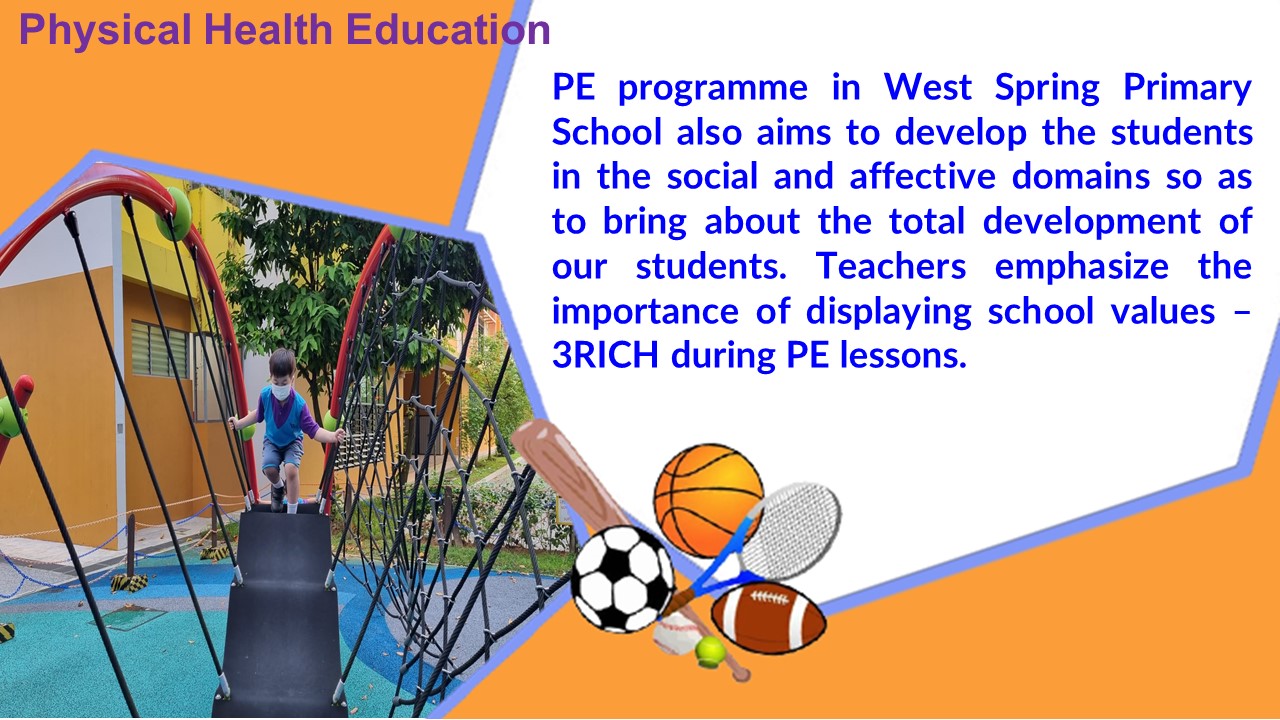 Physical Health Education
PE programme in West Spring Primary
School also aims to develop the students
in the social and affective domains so as
to bring about the total development of
our students. Teachers emphasize the
importance of displaying school values –
3RICH during PE lessons.